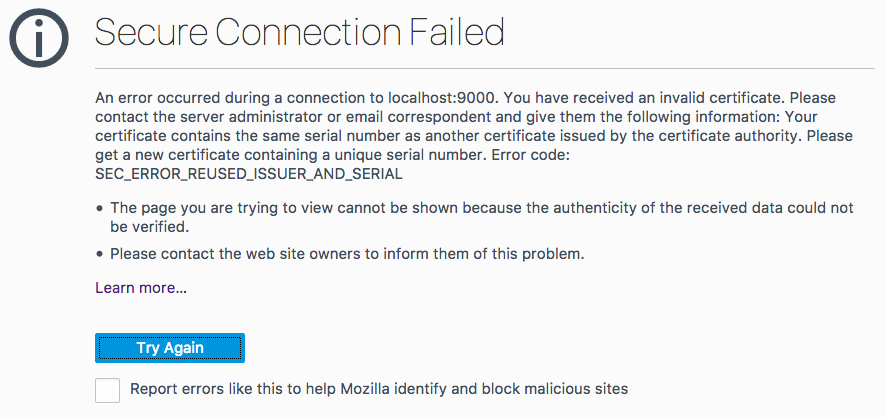 Secure Connection Failed
An error occurred during a connection to localhost:9000. You have received an invalid certificate. Please
contact the server administrator or email correspondent and give them the following information: Your
certificate contains the same serial number as another certificate issued by the certificate authority. Please
get a new certificate containing a unique serial number. Error code:
SEC_ERROR_REUSED_ISSUER_AND_SERIAL
• The page you are trying to view cannot be shown because the authenticity of the received data could not
be verified.
• Please contact the web site owners to inform them of this problem.
Learn more...
Try Again
Report errors like this to help Mozilla identify and block malicious sites